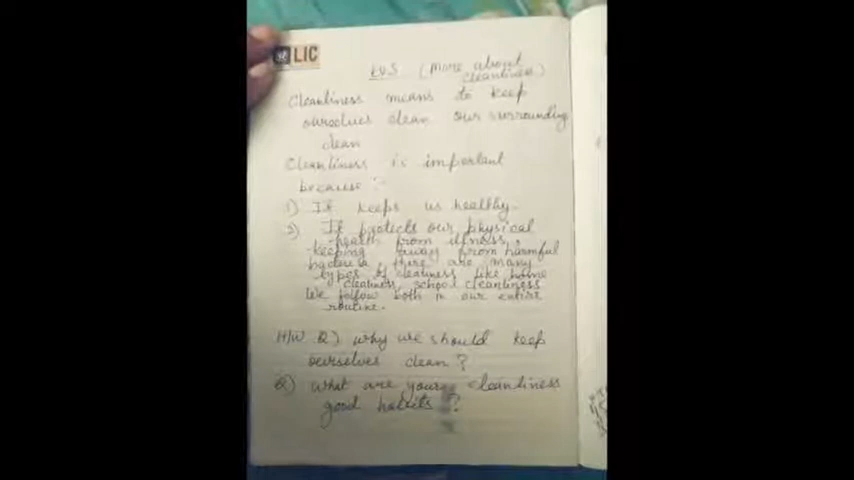 LIC
EVS (More about
cleanliness)
Cleanliness means to keep
ourselves clean our surrounding
clean
Cleanliness is important
because :-
1) It keeps us healthy.
2) It protects our physical
health from illness,
keeping away from harmful
bacteria, there are many
types of cleanliness like home
cleanliness, school cleanliness
We follow both in our entire
routine.
H/W Q) why we should keep
ourselves clean ?
Q) what are your cleanliness
good habits ?